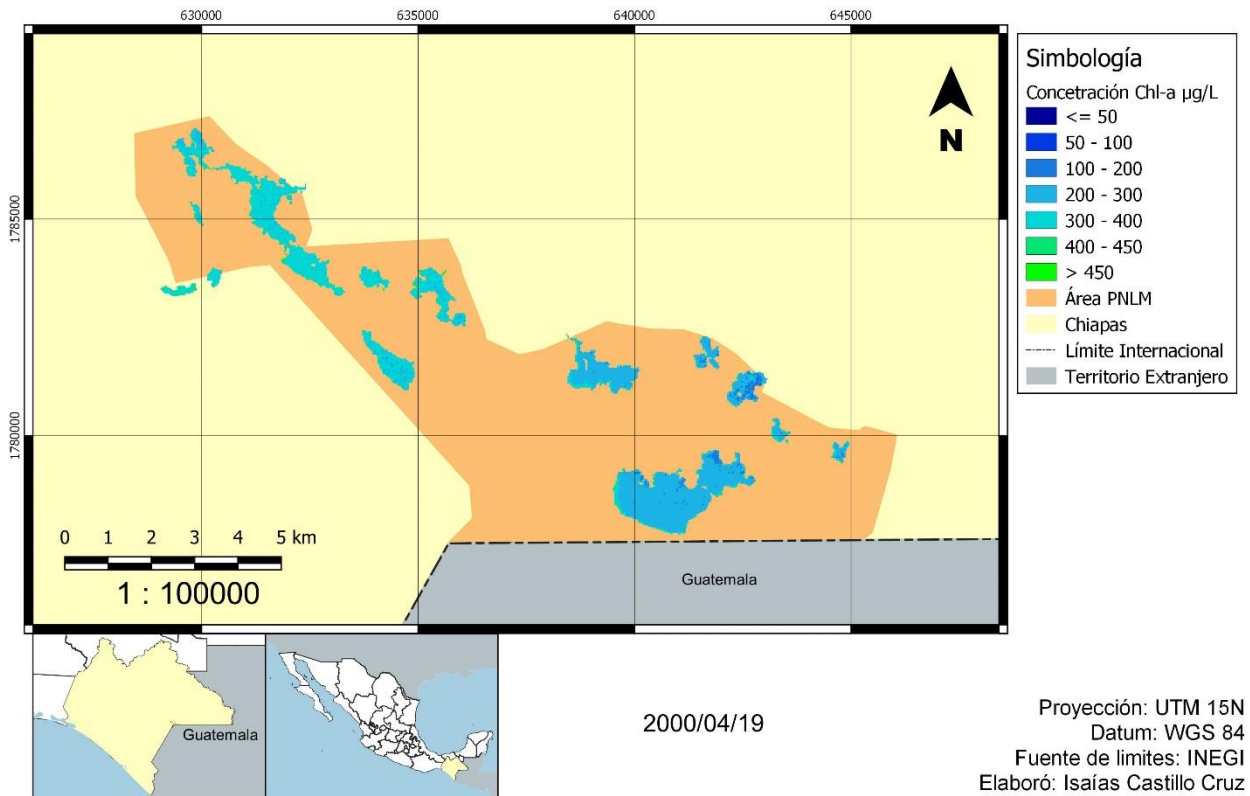 630000
635000
640000
645000
1785000
1780000
N
0 1 2 3 4 5 km
1 : 100000
Guatemala
Simbología
Concetración Chl-a µg/L
<= 50
50 - 100
100 - 200
200 - 300
300 - 400
400 - 450
> 450
Área PNLM
Chiapas
Límite Internacional
Territorio Extranjero
Guatemala
2000/04/19
Proyección: UTM 15N
Datum: WGS 84
Fuente de limites: INEGI
Elaboró: Isaías Castillo Cruz